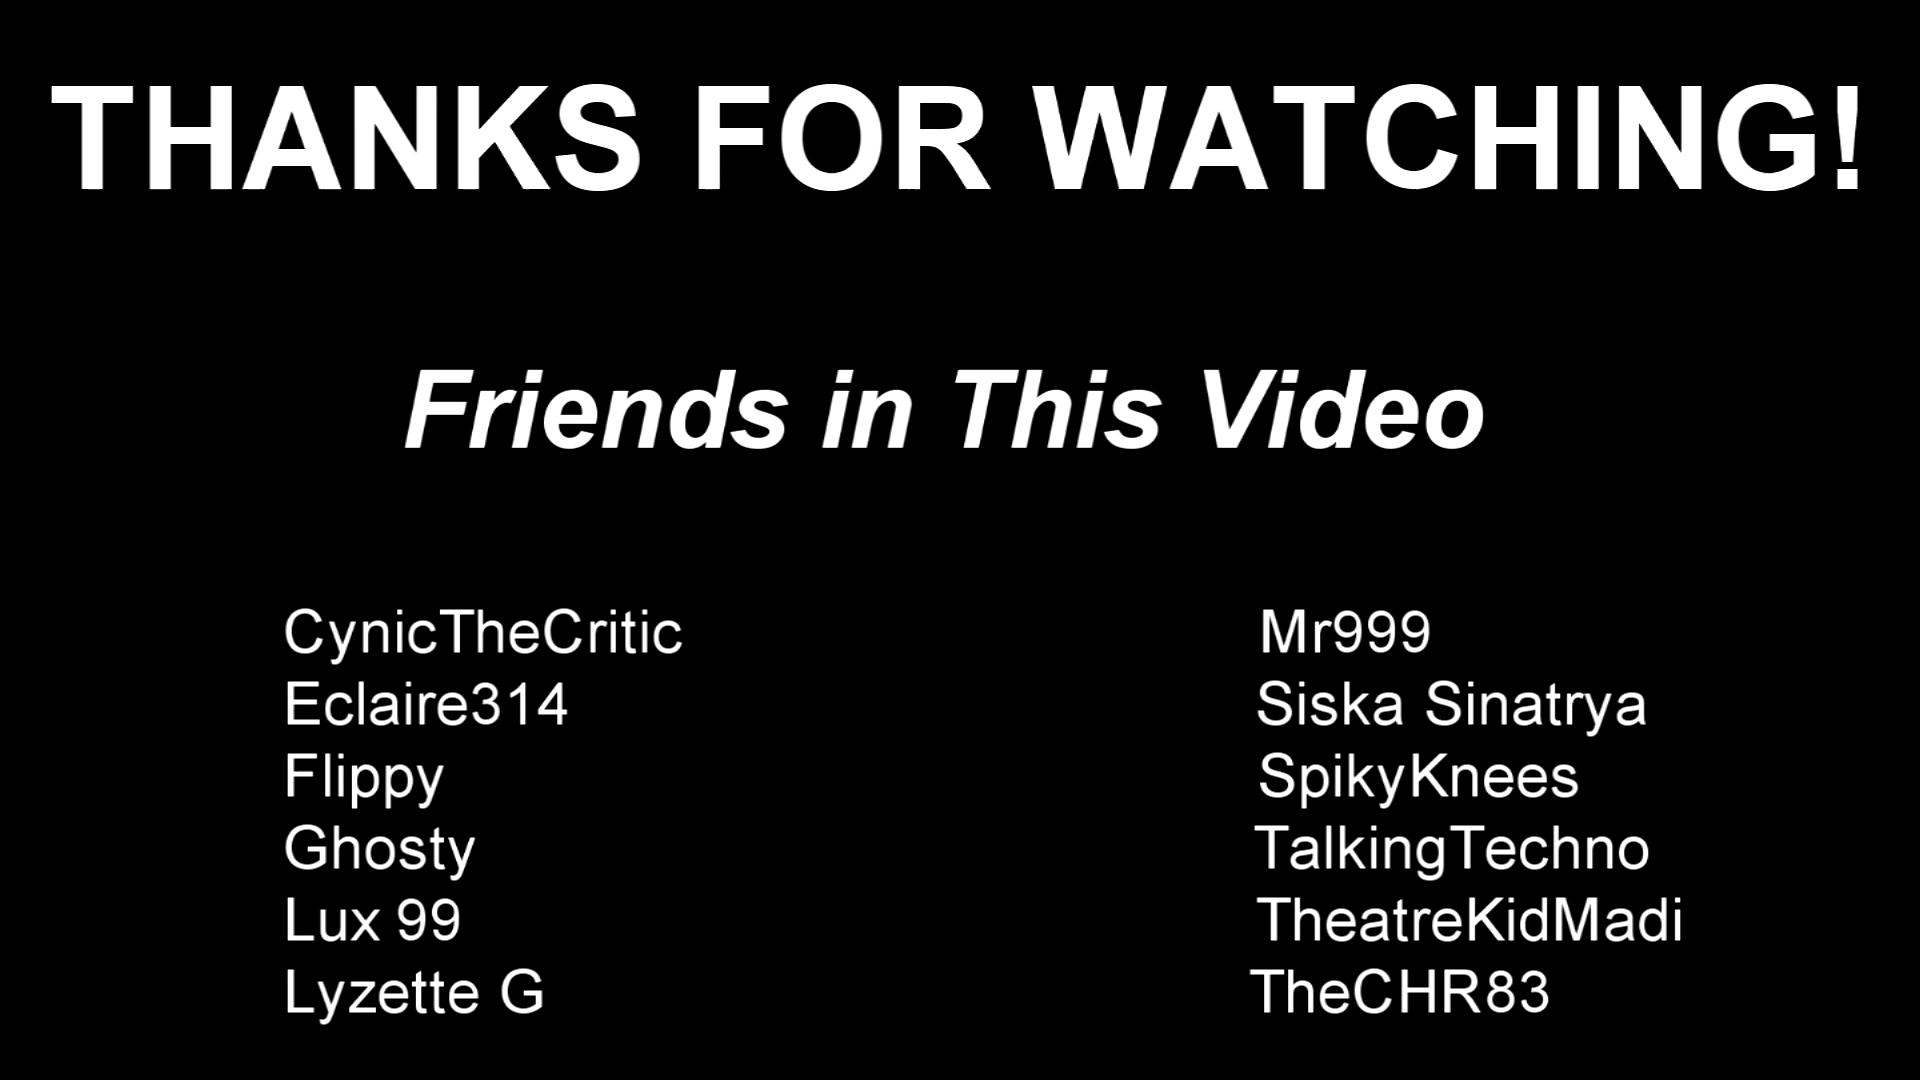 THANKS FOR WATCHING!
Friends in This Video
CynicTheCritic
Eclaire314
Flippy
Ghosty
Lux 99
Lyzette G
Mr999
Siska Sinatrya
SpikyKnees
TalkingTechno
TheatreKidMadi
TheCHR83